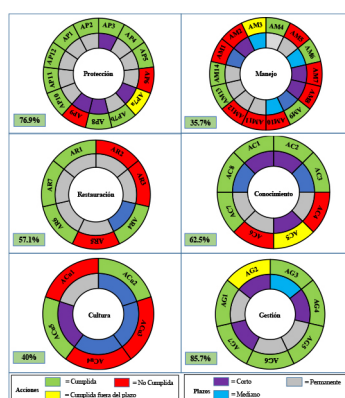 AP1
AP2
AP3
AP4
AP5
AP6
AP7a
AP7b
AP8
AP9
AP10
AP11
AP12
Protección
76.9%
AM1
AM2
AM3
AM4
AM5
AM6
AM7
AM8
AM9
AM10
AM11
AM12
AM13
AM14
Manejo
35.7%
AR1
AR2
AR3
AR4
AR5
AR6
AR7
Restauración
57.1%
AC1
AC2
AC3
AC4
AC5
AC6
AC7
AC8
Conocimiento
62.5%
ACu1
ACu2
ACu3
ACu4
ACu5
Cultura
40%
AG1
AG2
AG3
AG4
AG5
AG6
AG7
Gestión
85.7%
Acciones
= Cumplida
= No Cumplida
= Cumplida fuera del plazo
Plazos
= Corto
= Permanente
= Mediano